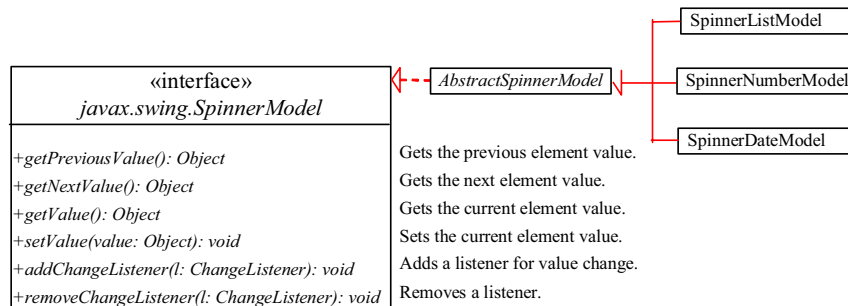 «interface»
javax.swing.SpinnerModel
+getPreviousValue(): Object
+getNextValue(): Object
+getValue(): Object
+setValue(value: Object): void
+addChangeListener(l: ChangeListener): void
+removeChangeListener(l: ChangeListener): void
Gets the previous element value.
Gets the next element value.
Gets the current element value.
Sets the current element value.
Adds a listener for value change.
Removes a listener.
AbstractSpinnerModel
SpinnerListModel
SpinnerNumberModel
SpinnerDateModel